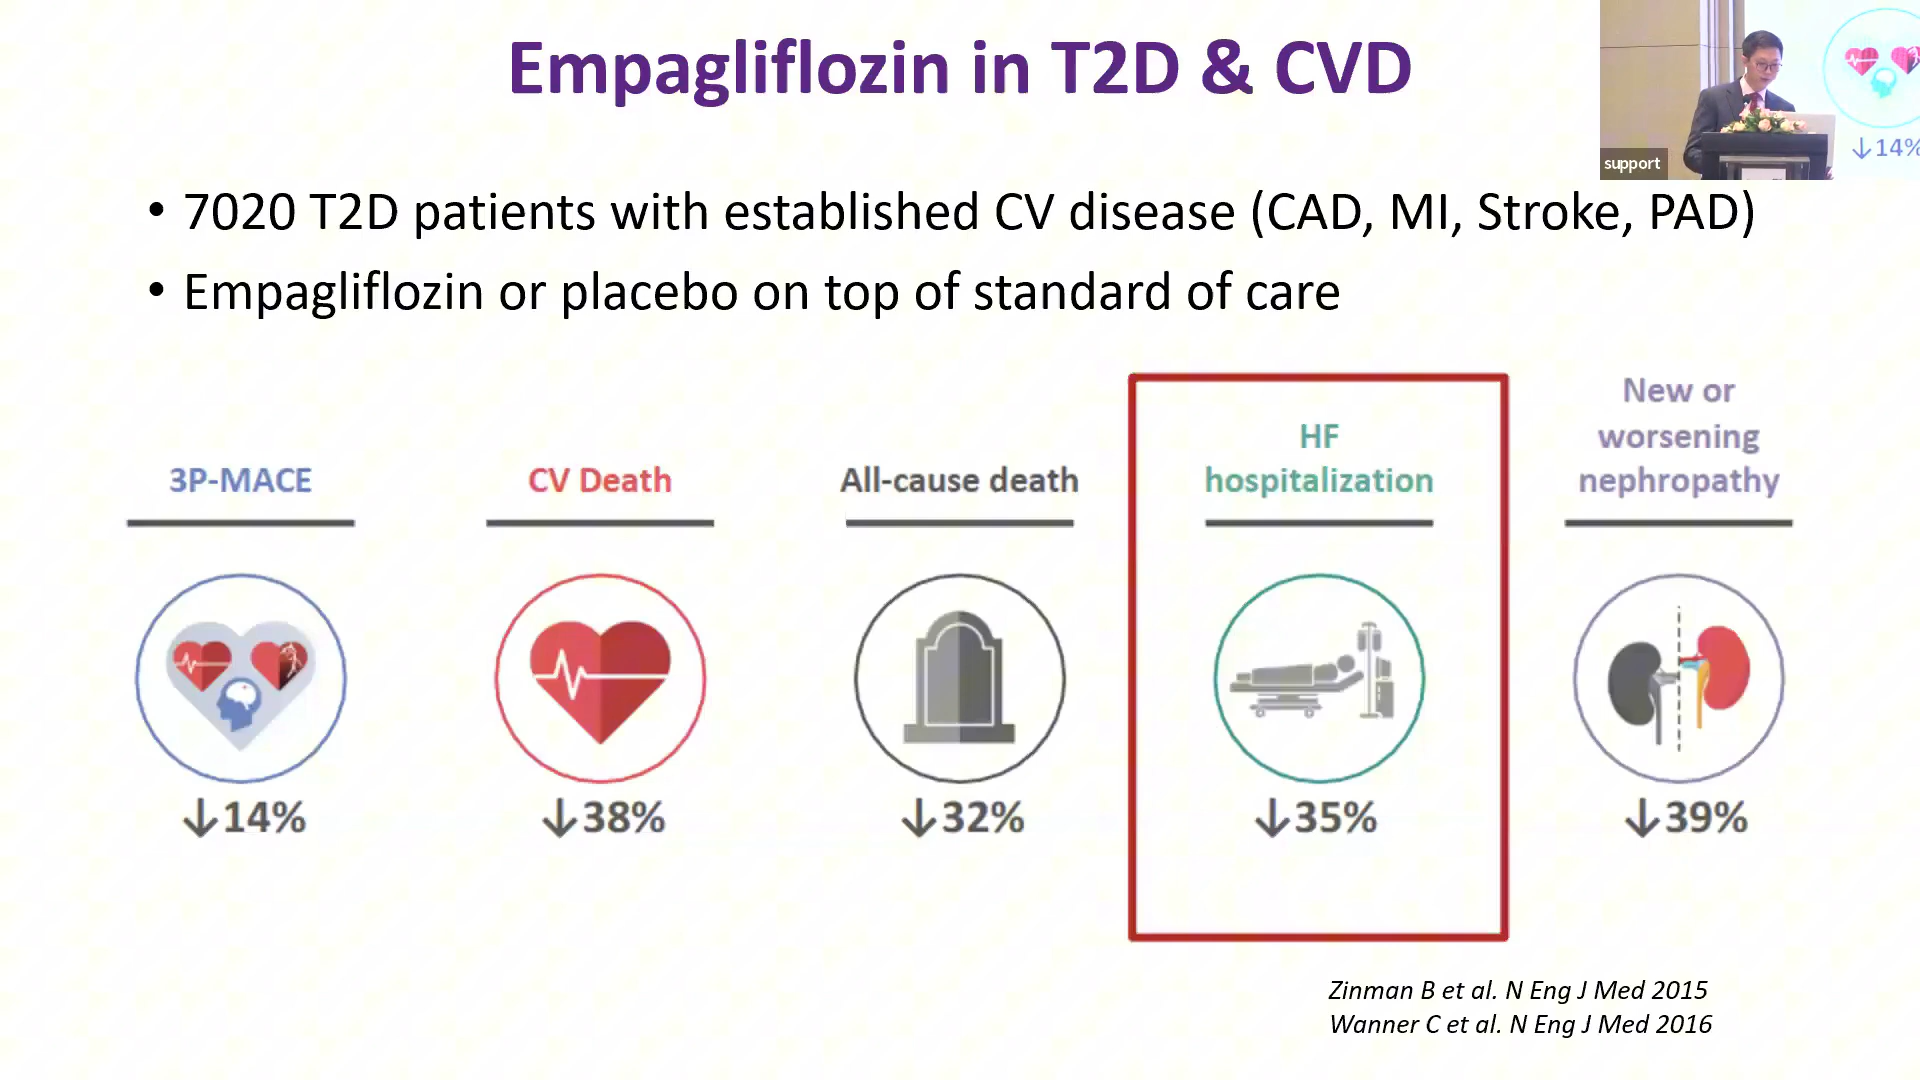 Empagliflozin in T2D & CVD
support
↓14%
• 7020 T2D patients with established CV disease (CAD, MI, Stroke, PAD)
• Empagliflozin or placebo on top of standard of care
3P-MACE
CV Death
All-cause death
HF
hospitalization
New or
worsening
nephropathy
↓14%
↓38%
↓32%
↓35%
↓39%
Zinman B et al. N Eng J Med 2015
Wanner C et al. N Eng J Med 2016